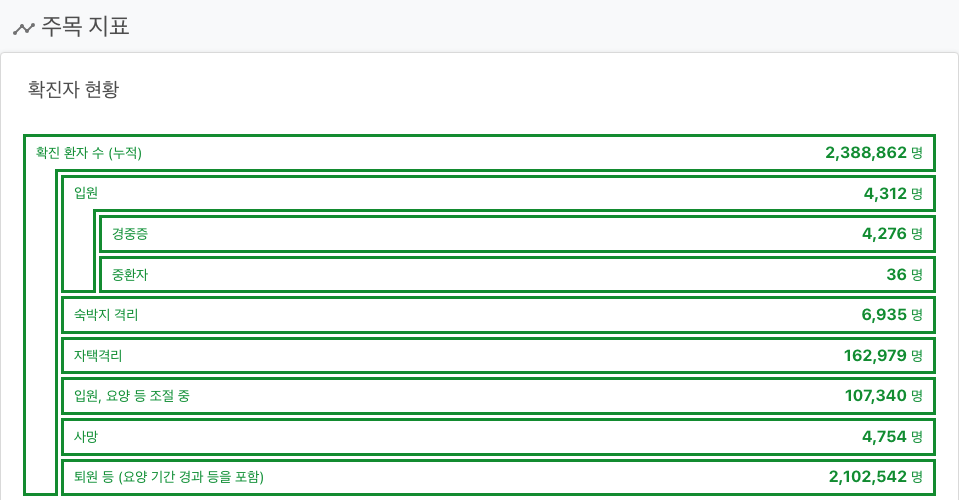 주목 지표
확진자 현황
확진 환자 수 (누적) 2,388,862 명
입원 4,312 명
경중증 4,276 명
중환자 36 명
숙박지 격리 6,935 명
자택격리 162,979 명
입원, 요양 등 조절 중 107,340 명
사망 4,754 명
퇴원 등 (요양 기간 경과 등을 포함) 2,102,542 명